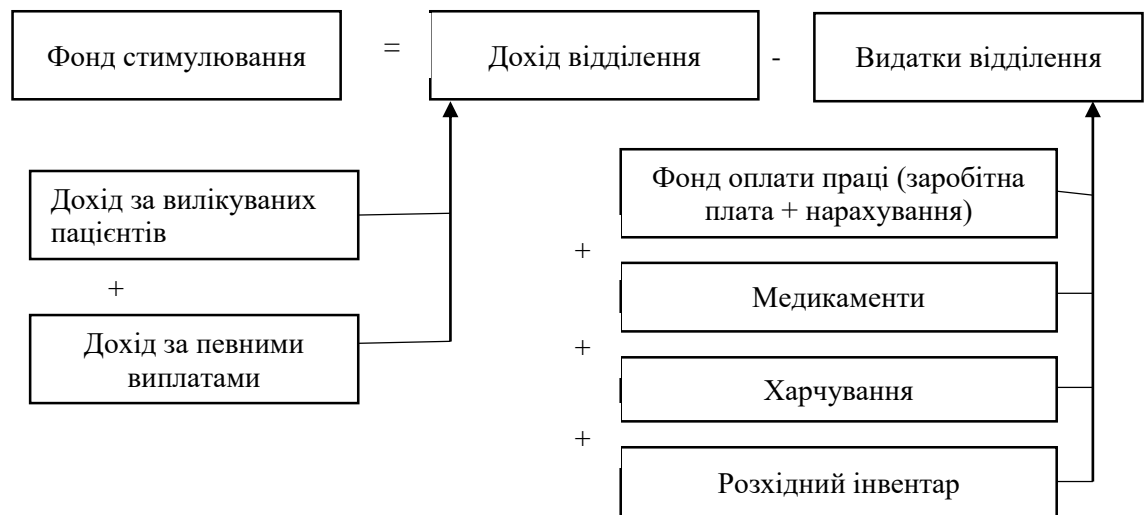 Фонд стимулювання = Дохід відділення - Видатки відділення
Дохід за вилікуваних
пацієнтів
+
Дохід за певними
виплатами
Фонд оплати праці (заробітна
плата + нарахування)
+
Медикаменти
+
Харчування
+
Розхідний інвентар